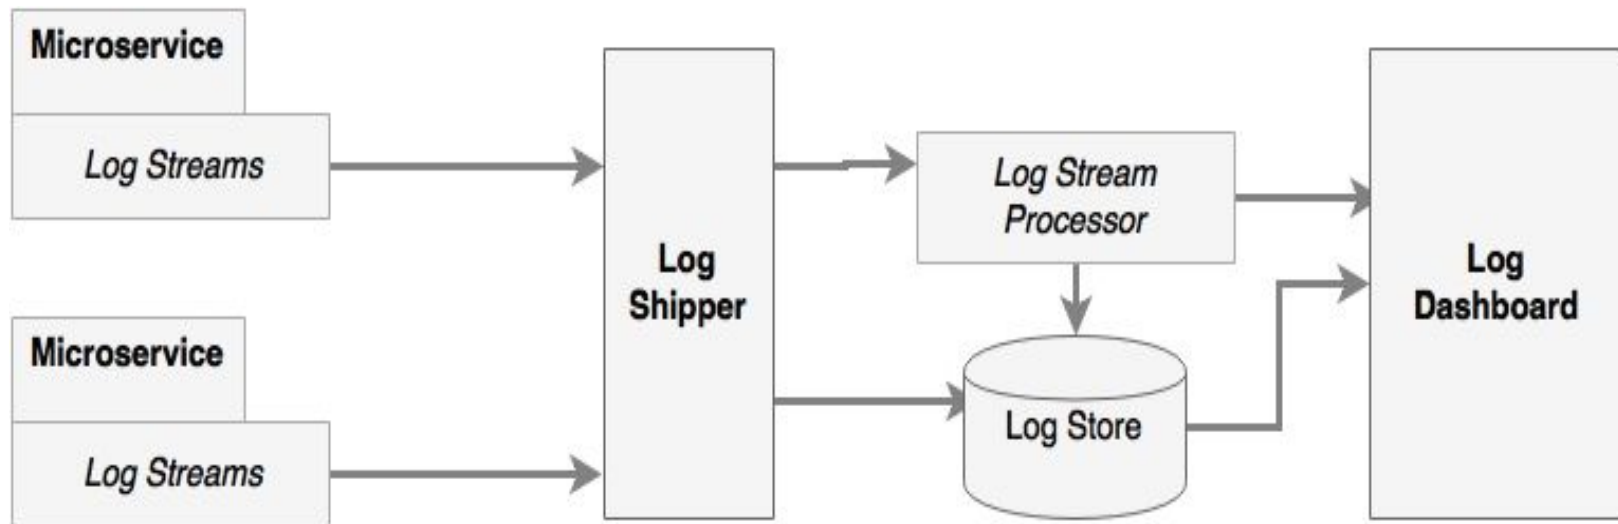 Microservice
Log Streams
Log
Shipper
Log Stream
Processor
Log Store
Log
Dashboard
Microservice
Log Streams